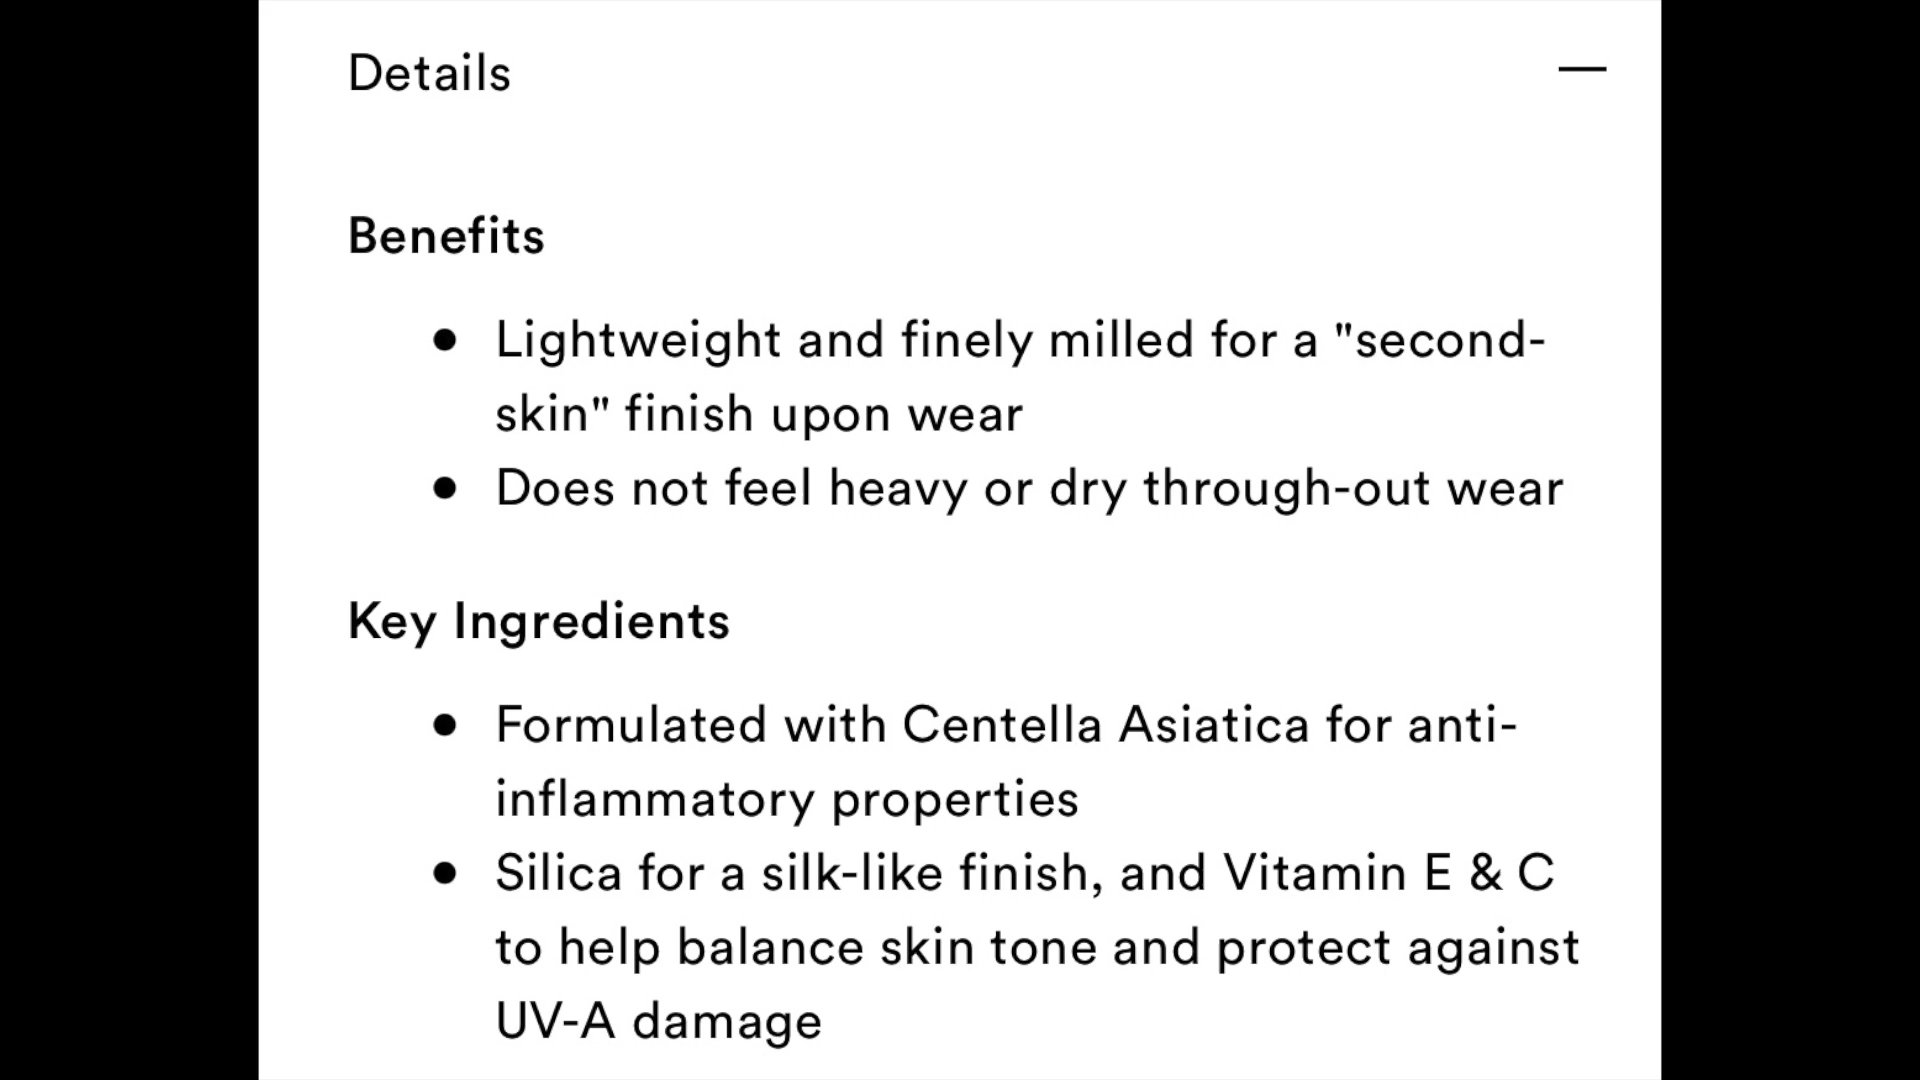 Details
Benefits
Lightweight and finely milled for a "second-
skin" finish upon wear
Does not feel heavy or dry through-out wear
Key Ingredients
Formulated with Centella Asiatica for anti-
inflammatory properties
Silica for a silk-like finish, and Vitamin E & C
to help balance skin tone and protect against
UV-A damage